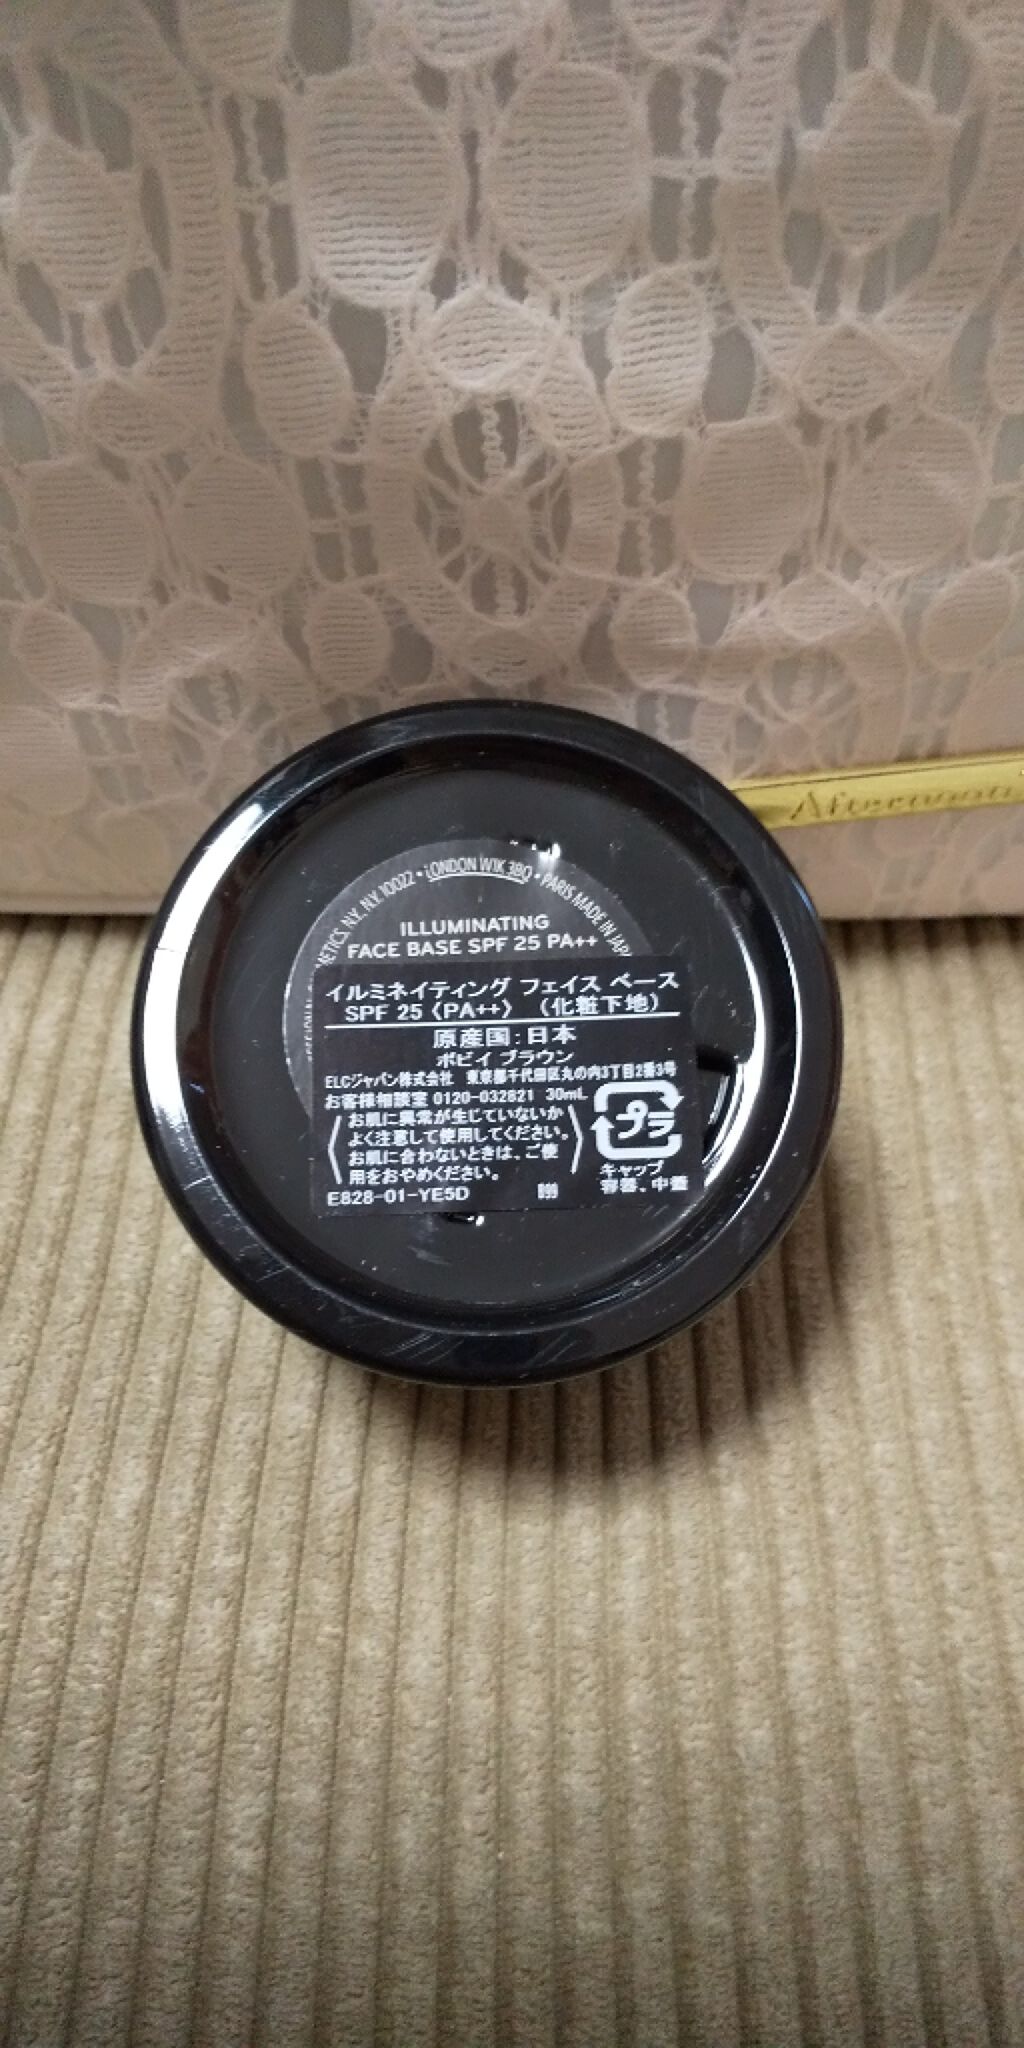 METICS, N.Y., N.Y. 10022 • LONDON W1K 3BQ • PARIS MADE IN JAPA
ILLUMINATING
FACE BASE SPF 25 PA++
イルミネイティング フェイス ベース
SPF 25 〈PA++〉 (化粧下地)
原産国:日本
ボビイ ブラウン
ELCジャパン株式会社 東京都千代田区丸の内3丁目2番3号
お客様相談室 0120-032821 30mL
お肌に異常が生じていないか
よく注意して使用してください。
お肌に合わないときは、ご使
用をおやめください。
プラ
キャップ
容器、中蓋
E828-01-YE5D B99
Afternoon